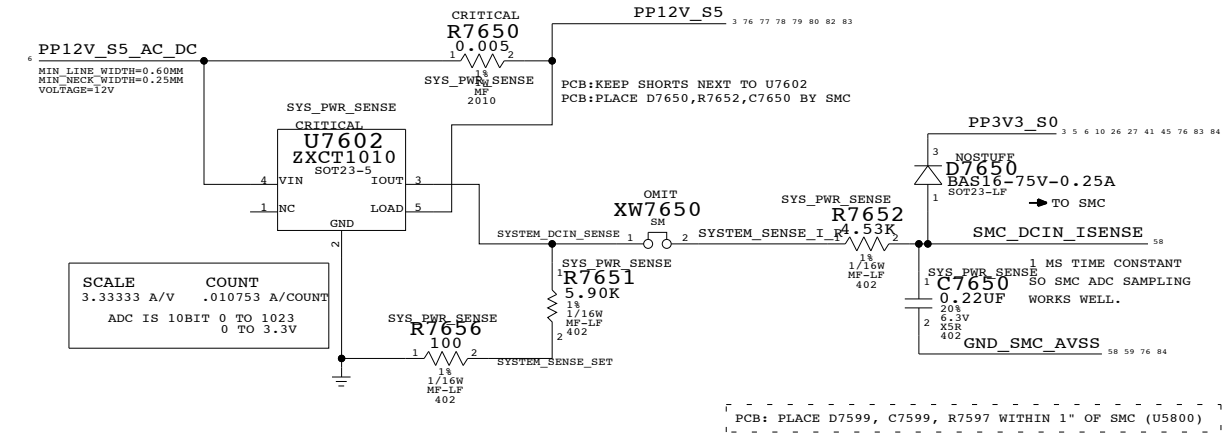 CRITICAL
R7650
0.005
1 2
1%
1W
MF
2010
SYS_PWR_SENSE
PP12V_S5
3 76 77 78 79 80 82 83
6
PP12V_S5_AC_DC
MIN_LINE_WIDTH=0.60MM
MIN_NECK_WIDTH=0.25MM
VOLTAGE=12V
PCB:KEEP SHORTS NEXT TO U7602
PCB:PLACE D7650,R7652,C7650 BY SMC
SYS_PWR_SENSE
CRITICAL
U7602
ZXCT1010
SOT23-5
4 VIN IOUT 3
1 NC LOAD 5
GND
2
PP3V3_S0
3 5 6 10 26 27 41 45 76 83 84
3
NOSTUFF
D7650
BAS16-75V-0.25A
SOT23-LF
1
TO SMC
OMIT
XW7650
SM
1 2
SYSTEM_DCIN_SENSE
SYSTEM_SENSE_I_R
SYS_PWR_SENSE
R7652
4.53K
1 2
1%
1/16W
MF-LF
402
SMC_DCIN_ISENSE
58
1 MS TIME CONSTANT
SO SMC ADC SAMPLING
WORKS WELL.
SYS_PWR_SENSE
C7650
0.22UF
20%
6.3V
X5R
402
1
2
GND_SMC_AVSS
58 59 76 84
SYS_PWR_SENSE
R7651
5.90K
1%
1/16W
MF-LF
402
1
2
SCALE COUNT
3.33333 A/V .010753 A/COUNT
ADC IS 10BIT 0 TO 1023
0 TO 3.3V
SYS_PWR_SENSE
R7656
100
1 2
1%
1/16W
MF-LF
402
SYSTEM_SENSE_SET
PCB: PLACE D7599, C7599, R7597 WITHIN 1" OF SMC (U5800)